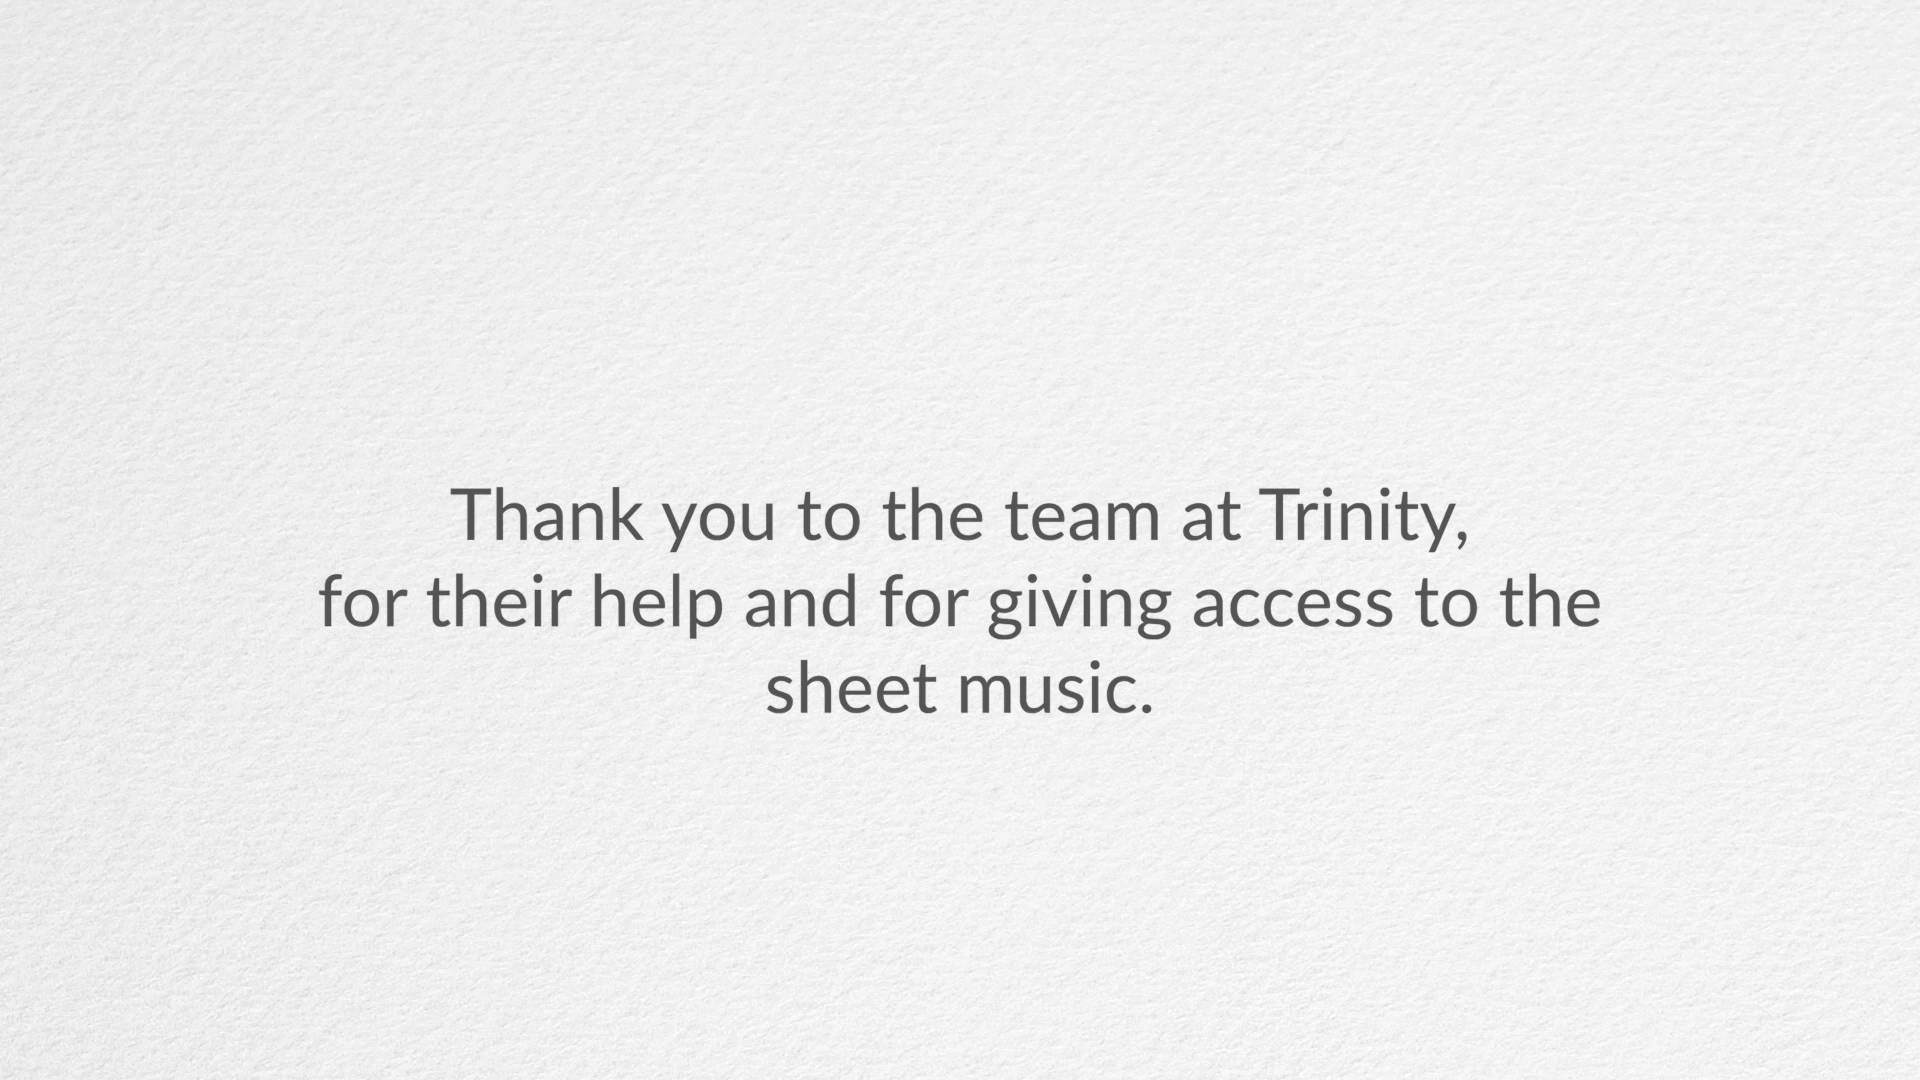 Thank you to the team at Trinity,
for their help and for giving access to the
sheet music.